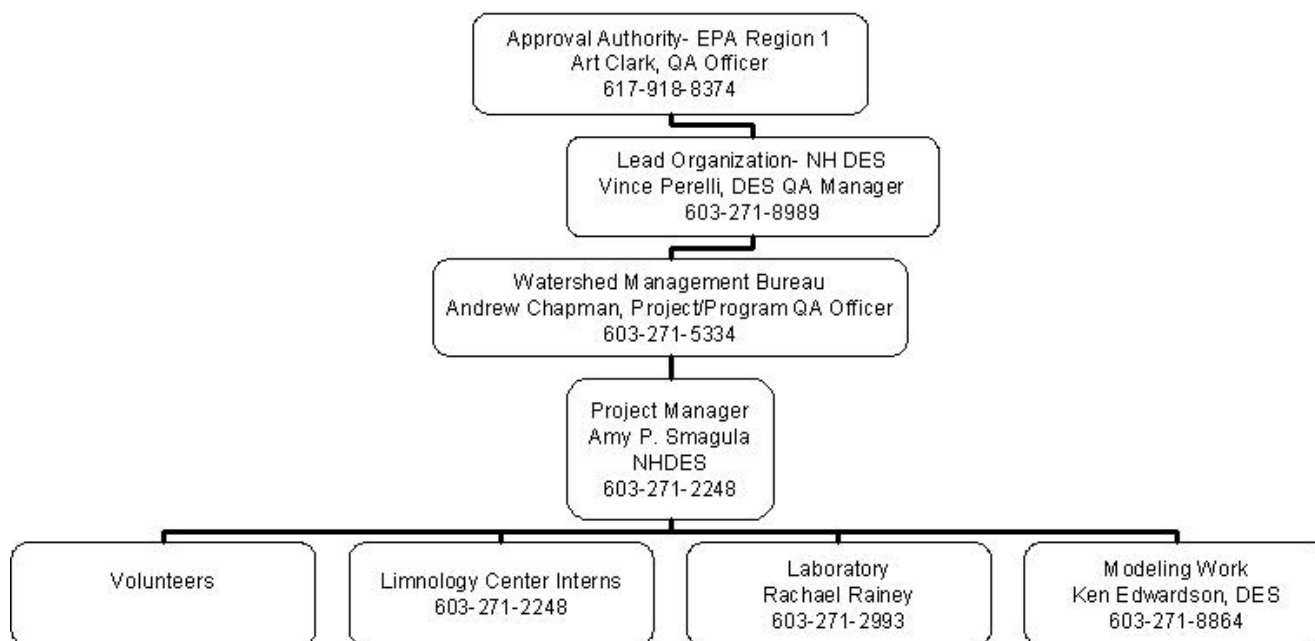 Approval Authority- EPA Region 1
Art Clark, QA Officer
617-918-8374
Lead Organization- NH DES
Vince Perelli, DES QA Manager
603-271-8989
Watershed Management Bureau
Andrew Chapman, Project/Program QA Officer
603-271-5334
Project Manager
Amy P. Smagula
NHDES
603-271-2248
Volunteers
Limnology Center Interns
603-271-2248
Laboratory
Rachael Rainey
603-271-2993
Modeling Work
Ken Edwardson, DES
603-271-8864